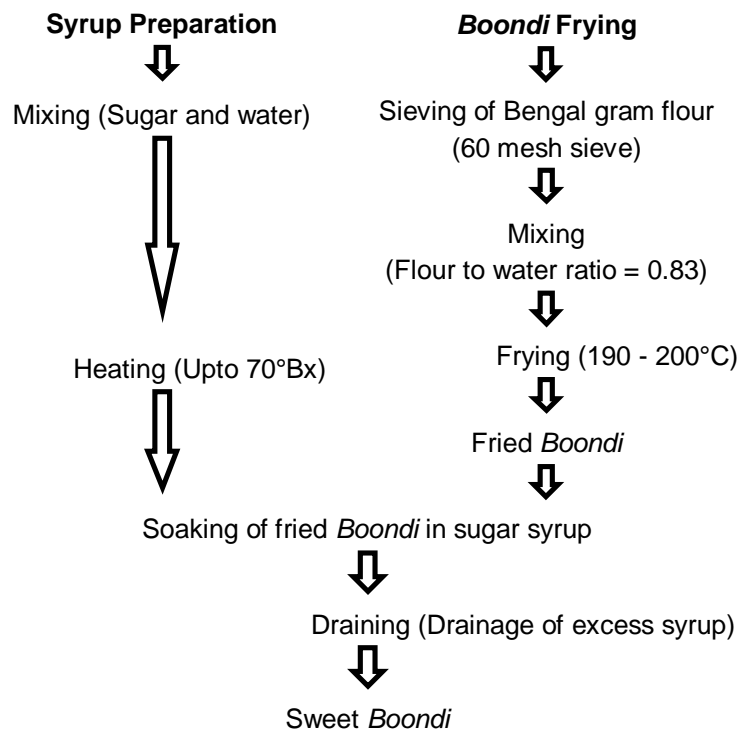 Syrup Preparation
Mixing (Sugar and water)
Heating (Upto 70°Bx)
Boondi Frying
Sieving of Bengal gram flour
(60 mesh sieve)
Mixing
(Flour to water ratio = 0.83)
Frying (190 - 200°C)
Fried Boondi
Soaking of fried Boondi in sugar syrup
Draining (Drainage of excess syrup)
Sweet Boondi